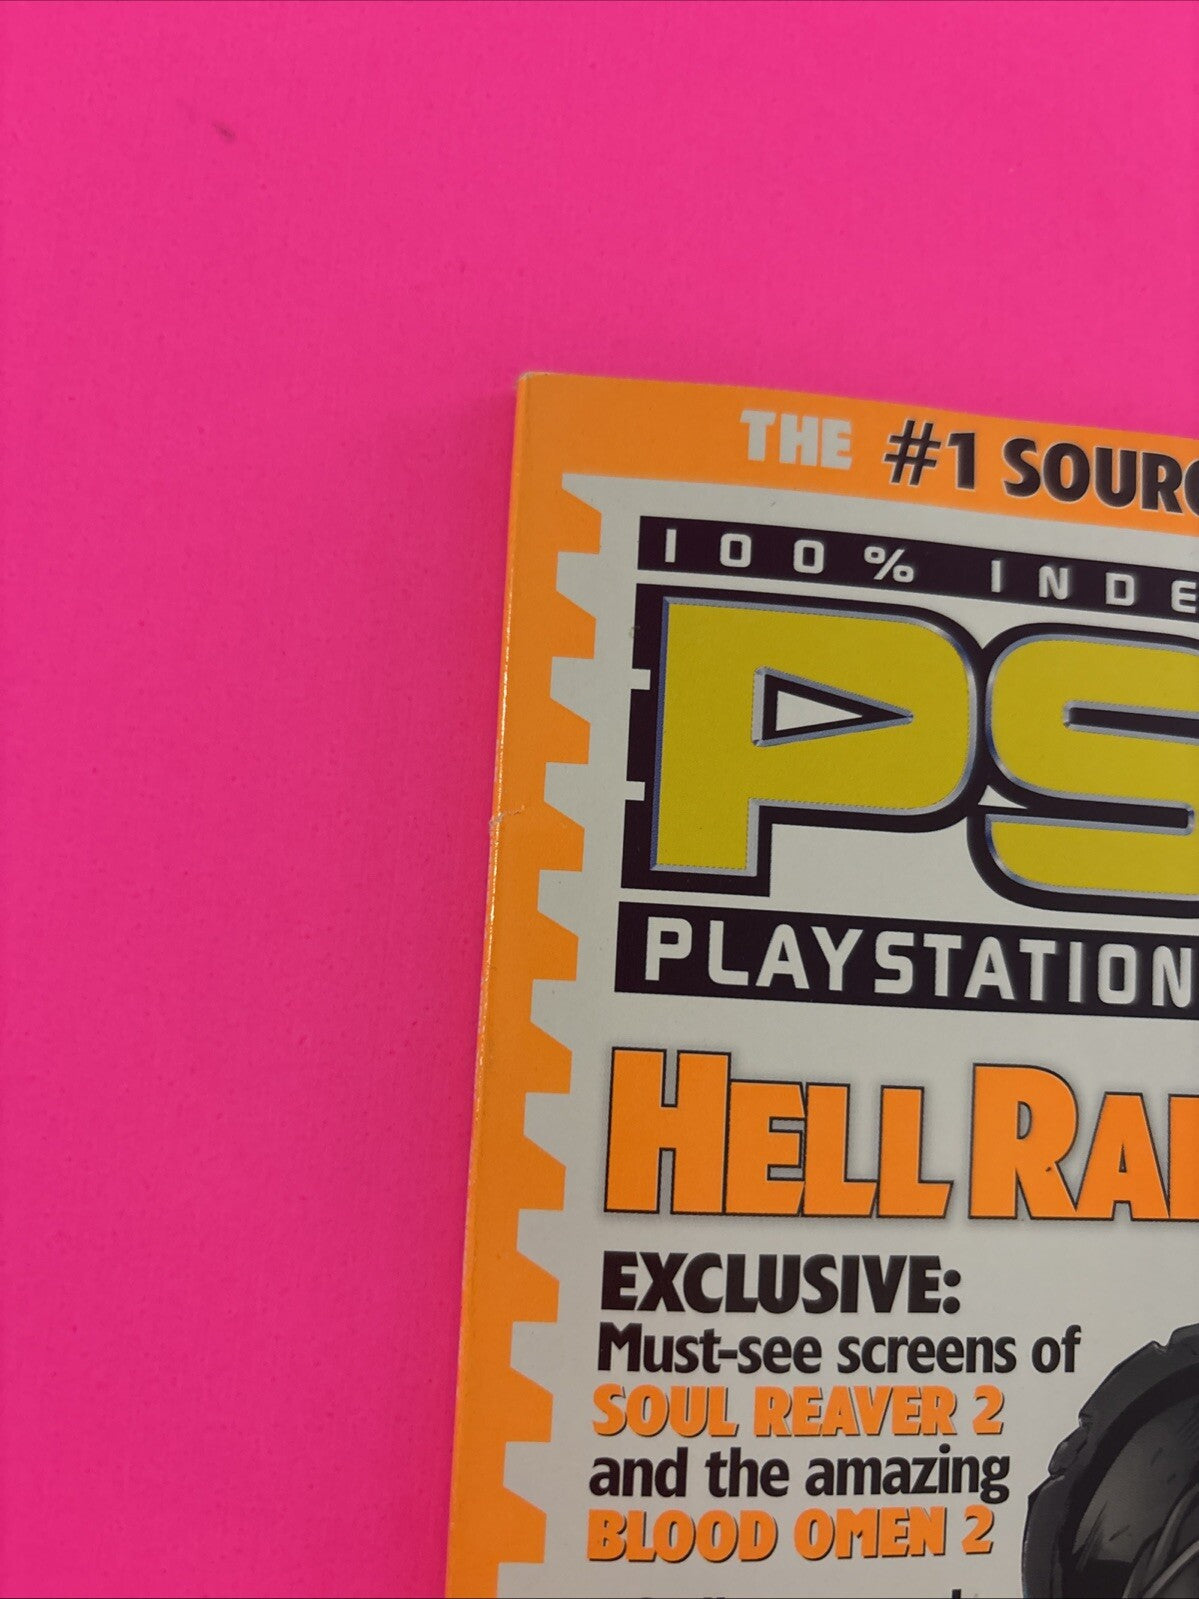 THE #1 SOURC
100% INDE
PS
PLAYSTATION
HELL RAI
EXCLUSIVE:
Must-see screens of
SOUL REAVER 2
and the amazing
BLOOD OMEN 2